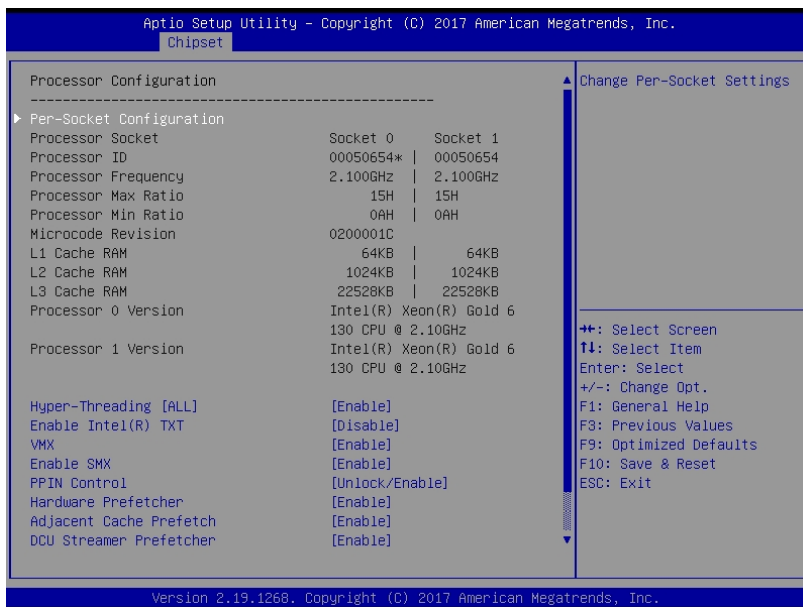 Aptio Setup Utility - Copyright (C) 2017 American Megatrends, Inc.
Chipset
Processor Configuration
--------------------------------------------------
Per-Socket Configuration
Processor Socket Socket 0 Socket 1
Processor ID 00050654* | 00050654
Processor Frequency 2.100GHz | 2.100GHz
Processor Max Ratio 15H | 15H
Processor Min Ratio 0AH | 0AH
Microcode Revision 0200001C
L1 Cache RAM 64KB | 64KB
L2 Cache RAM 1024KB | 1024KB
L3 Cache RAM 22528KB | 22528KB
Processor 0 Version Intel(R) Xeon(R) Gold 6
130 CPU @ 2.10GHz
Processor 1 Version Intel(R) Xeon(R) Gold 6
130 CPU @ 2.10GHz
Hyper-Threading [ALL] [Enable]
Enable Intel(R) TXT [Disable]
VMX [Enable]
Enable SMX [Enable]
PPIN Control [Unlock/Enable]
Hardware Prefetcher [Enable]
Adjacent Cache Prefetch [Enable]
DCU Streamer Prefetcher [Enable]
Change Per-Socket Settings
→←: Select Screen
↑↓: Select Item
Enter: Select
+/-: Change Opt.
F1: General Help
F3: Previous Values
F9: Optimized Defaults
F10: Save & Reset
ESC: Exit
Version 2.19.1268. Copyright (C) 2017 American Megatrends, Inc.